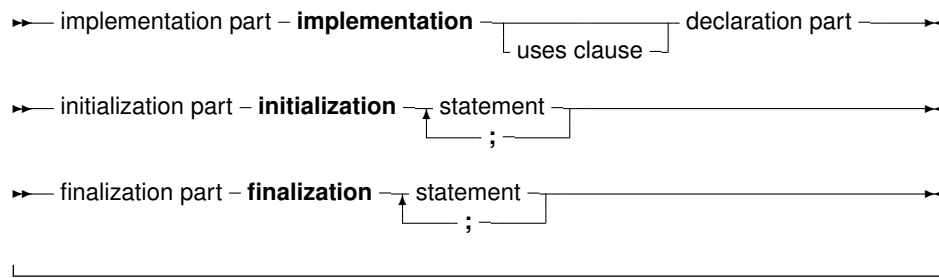 implementation part implementation declaration part
uses clause
initialization part initialization statement
;
finalization part finalization statement
;